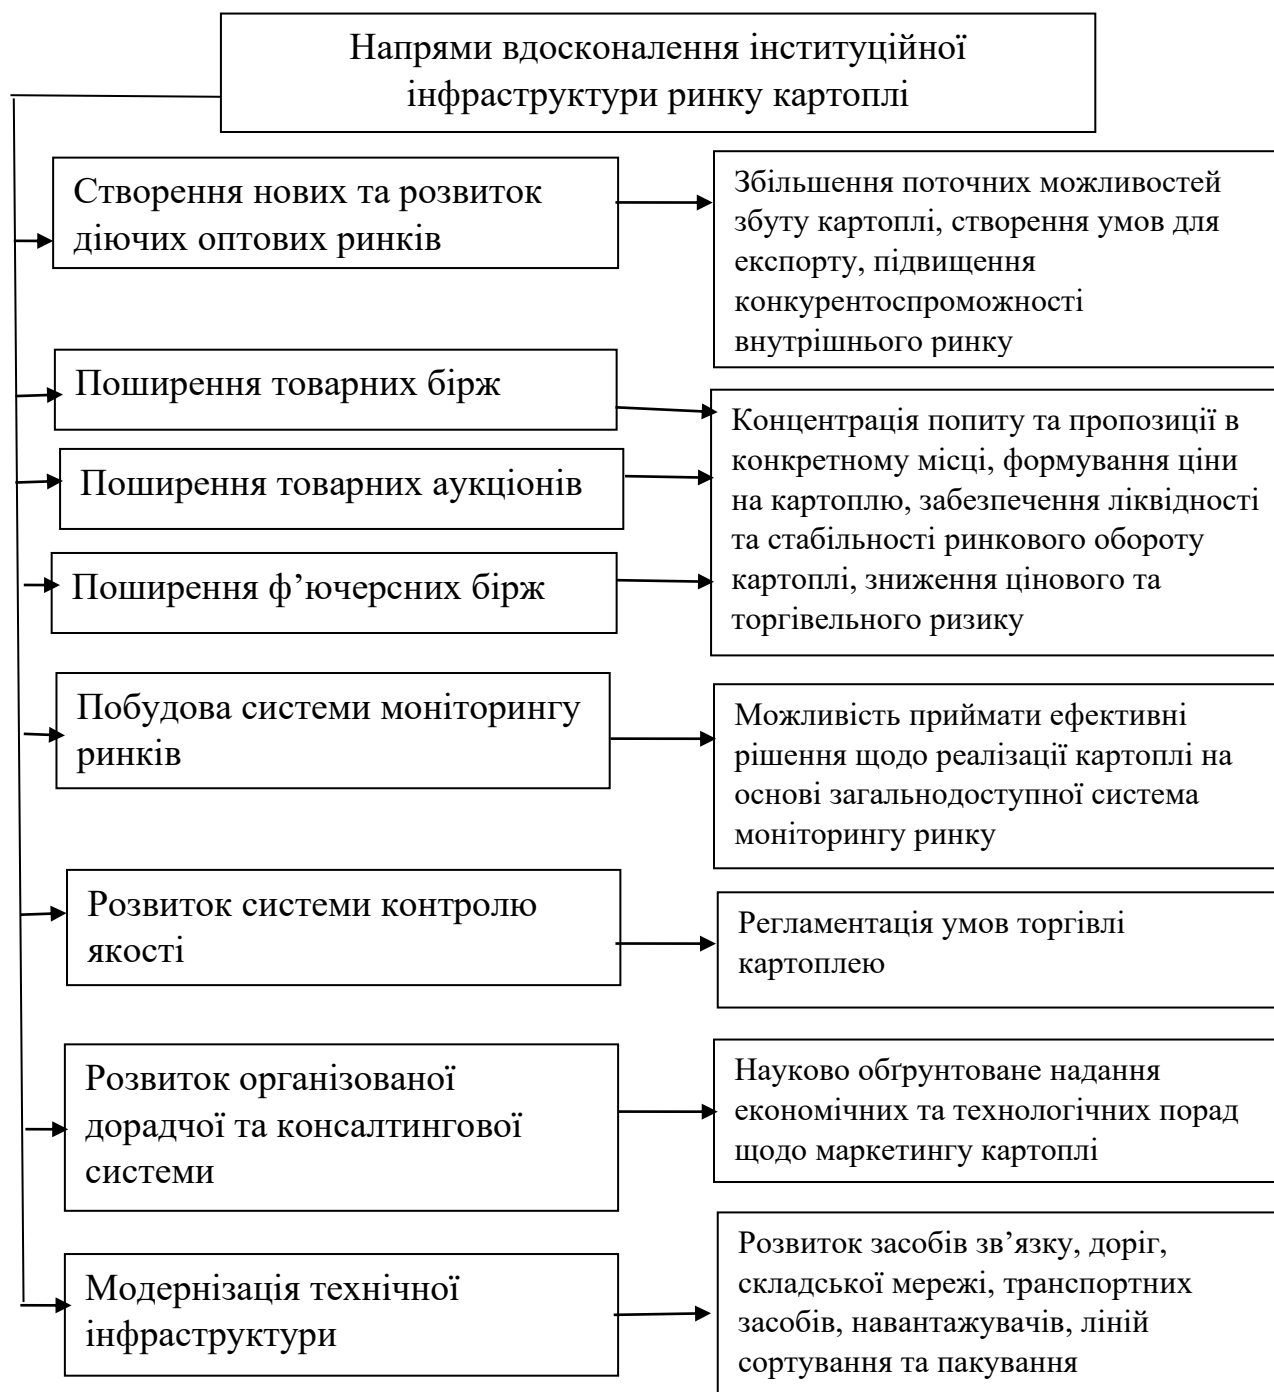 Напрями вдосконалення інституційної
інфраструктури ринку картоплі
Створення нових та розвиток
діючих оптових ринків
Збільшення поточних можливостей
збуту картоплі, створення умов для
експорту, підвищення
конкурентоспроможності
внутрішнього ринку
Поширення товарних бірж
Поширення товарних аукціонів
Поширення ф’ючерсних бірж
Концентрація попиту та пропозиції в
конкретному місці, формування ціни
на картоплю, забезпечення ліквідності
та стабільності ринкового обороту
картоплі, зниження цінового та
торгівельного ризику
Побудова системи моніторингу
ринків
Можливість приймати ефективні
рішення щодо реалізації картоплі на
основі загальнодоступної система
моніторингу ринку
Розвиток системи контролю
якості
Регламентація умов торгівлі
картоплею
Розвиток організованої
дорадчої та консалтингової
системи
Науково обґрунтоване надання
економічних та технологічних порад
щодо маркетингу картоплі
Модернізація технічної
інфраструктури
Розвиток засобів зв’язку, доріг,
складської мережі, транспортних
засобів, навантажувачів, ліній
сортування та пакування